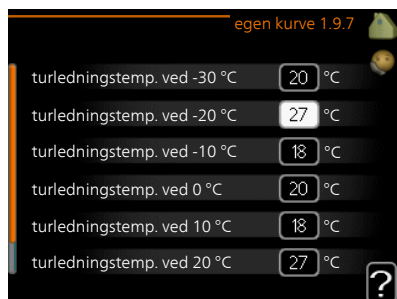 egen kurve 1.9.7
turledningstemp. ved -30 °C 20 °C
turledningstemp. ved -20 °C 27 °C
turledningstemp. ved -10 °C 18 °C
turledningstemp. ved 0 °C 20 °C
turledningstemp. ved 10 °C 18 °C
turledningstemp. ved 20 °C 27 °C
?